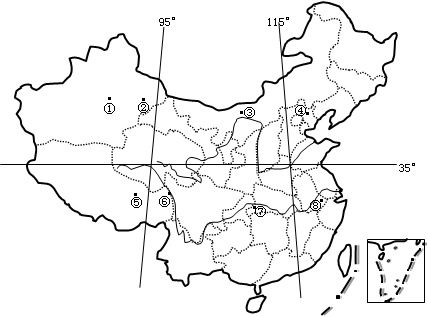 95°
115°
① ② ③ ④
35°
⑤ ⑥ ⑦ ⑧